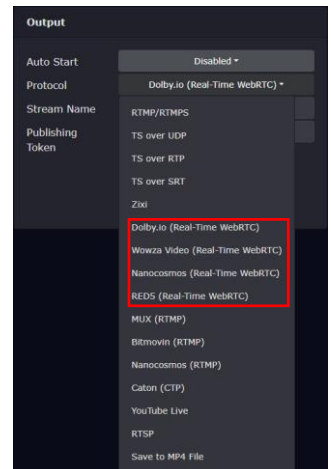 Output
Auto Start
Disabled
Protocol
Dolby.io (Real-Time WebRTC)
Stream Name
Publishing
Token
RTMP/RTMPS
TS over UDP
TS over RTP
TS over SRT
Zixi
Dolby.io (Real-Time WebRTC)
Wowza Video (Real-Time WebRTC)
Nanocosmos (Real-Time WebRTC)
RED5 (Real-Time WebRTC)
MUX (RTMP)
Bitmovin (RTMP)
Nanocosmos (RTMP)
Caton (CTP)
YouTube Live
RTSP
Save to MP4 File